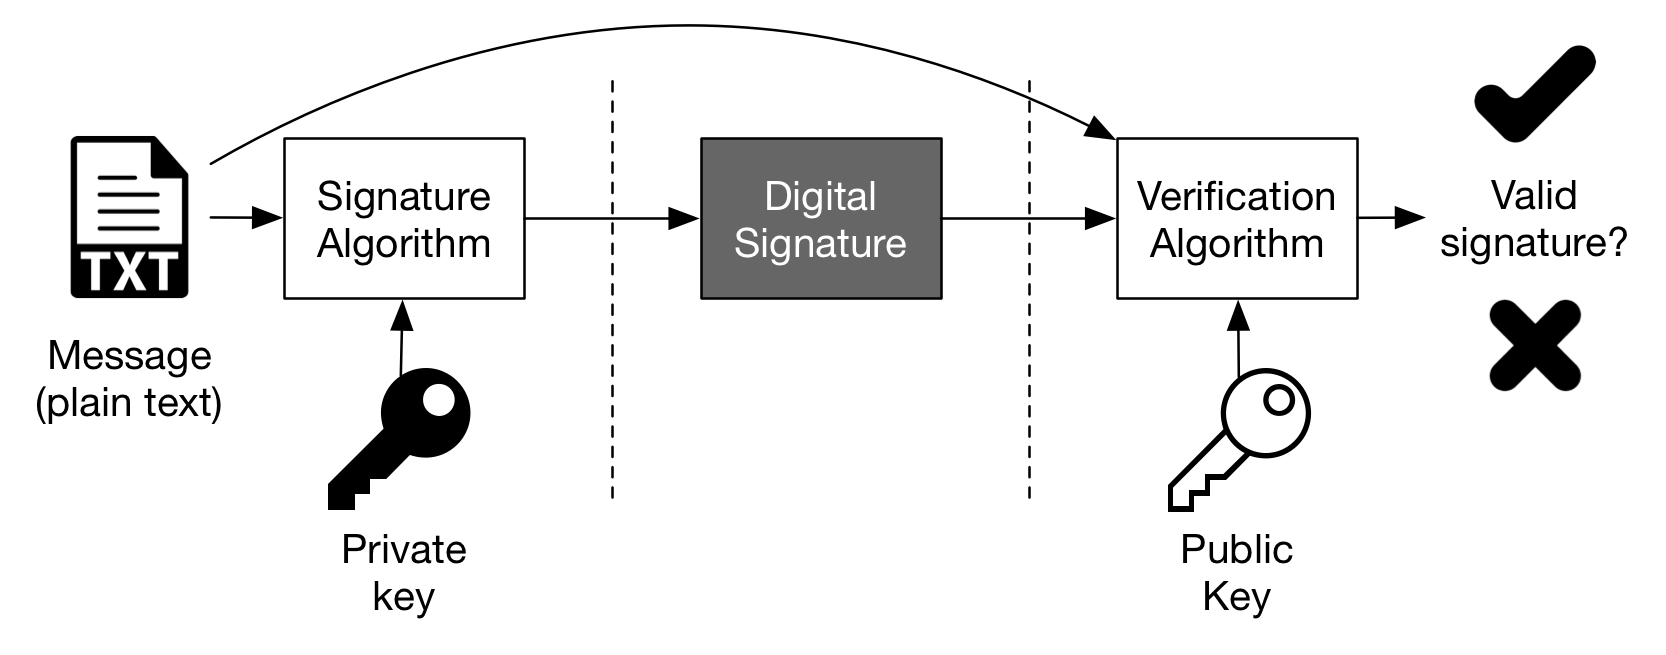 TXT
Message
(plain text)
Signature
Algorithm
Private
key
Digital
Signature
Verification
Algorithm
Public
Key
Valid
signature?